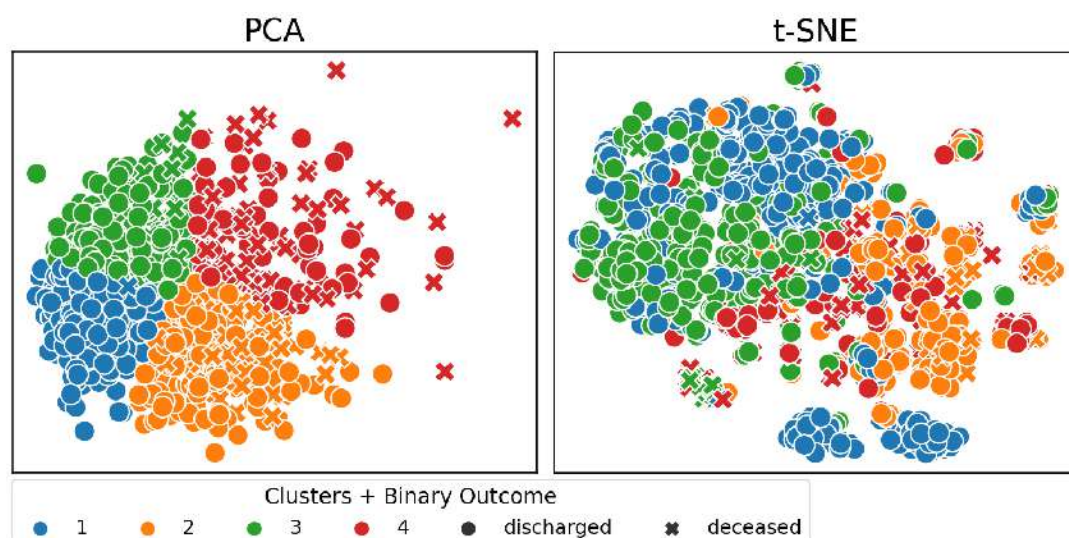 PCA t-SNE
Clusters + Binary Outcome
1 2 3 4 discharged deceased